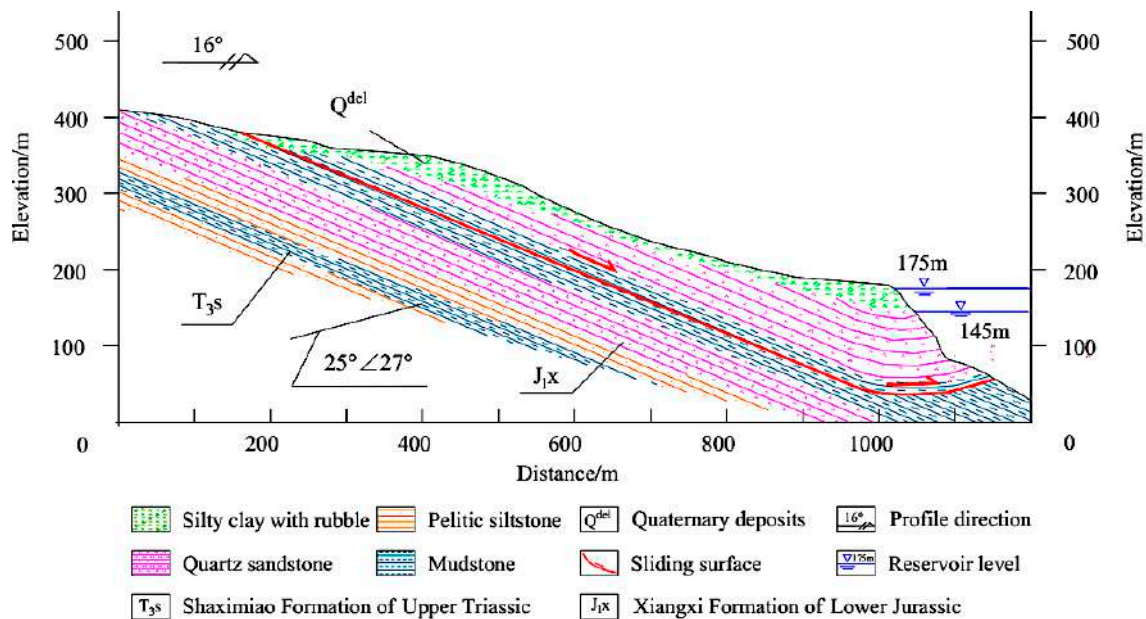 500
400
300
200
100
0
Elevation/m
16°
Qdel
T3s
25°∠27°
J1x
175m
145m
500
400
300
200
100
0
Elevation/m
200
400
600
800
1000
Distance/m
Silty clay with rubble
Pelitic siltstone
Qdel Quaternary deposits
16° Profile direction
Quartz sandstone
Mudstone
Sliding surface
175m Reservoir level
T3s Shaximiao Formation of Upper Triassic
J1x Xiangxi Formation of Lower Jurassic